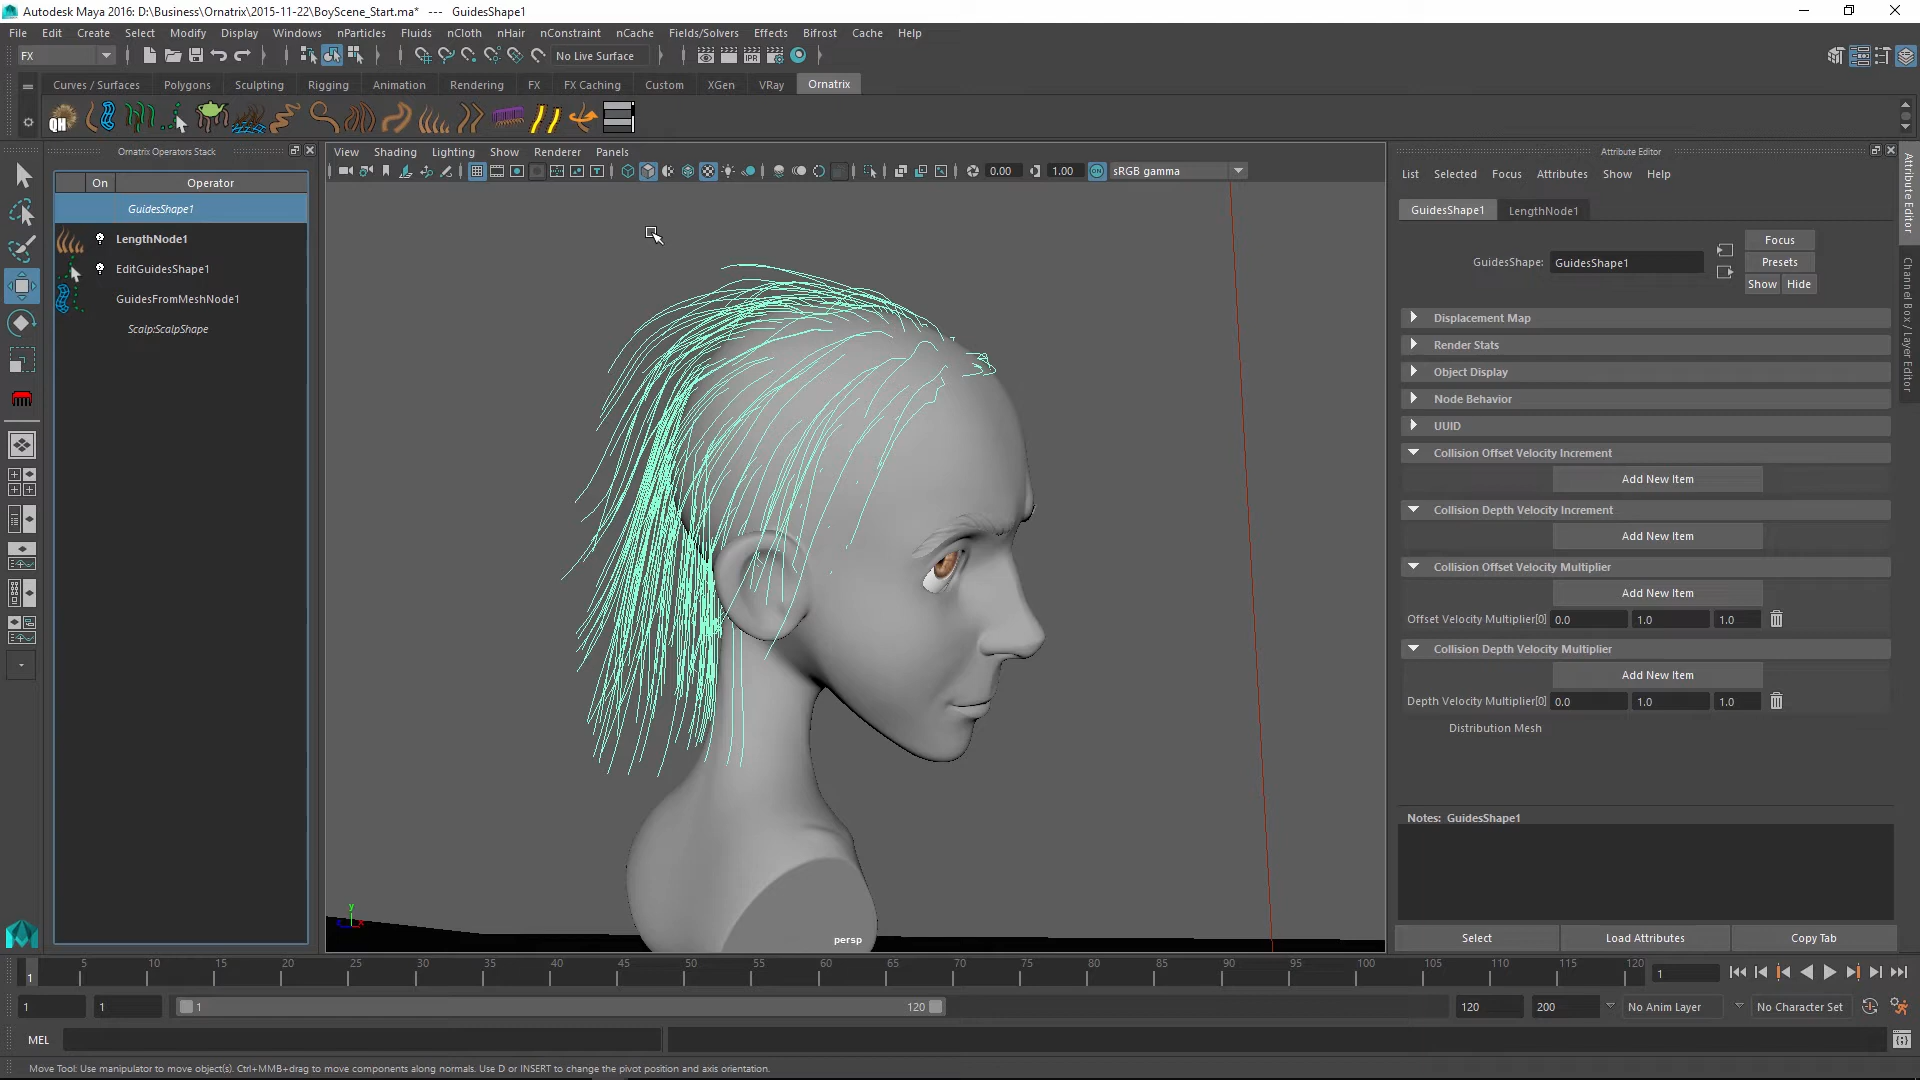 Autodesk Maya 2016: D:\Business\Ornatrix\2015-11-22\BoyScene_Start.ma* --- GuidesShape1
File Edit Create Select Modify Display Windows nParticles Fluids nCloth nHair nConstraint nCache Fields/Solvers Effects Bifrost Cache Help
FX No Live Surface
Curves / Surfaces Polygons Sculpting Rigging Animation Rendering FX FX Caching Custom XGen VRay Ornatrix
QH
Ornatrix Operators Stack
On Operator
GuidesShape1
LengthNode1
EditGuidesShape1
GuidesFromMeshNode1
Scalp:ScalpShape
View Shading Lighting Show Renderer Panels
0.00 1.00 ON sRGB gamma
persp
y
Attribute Editor
List Selected Focus Attributes Show Help
GuidesShape1 LengthNode1
GuidesShape: GuidesShape1
Focus
Presets
Show Hide
Displacement Map
Render Stats
Object Display
Node Behavior
UUID
Collision Offset Velocity Increment
Add New Item
Collision Depth Velocity Increment
Add New Item
Collision Offset Velocity Multiplier
Add New Item
Offset Velocity Multiplier[0] 0.0 1.0 1.0
Collision Depth Velocity Multiplier
Add New Item
Depth Velocity Multiplier[0] 0.0 1.0 1.0
Distribution Mesh
Notes: GuidesShape1
Select Load Attributes Copy Tab
Attribute Editor
Channel Box / Layer Editor
1 5 10 15 20 25 30 35 40 45 50 55 60 65 70 75 80 85 90 95 100 105 110 115 120 1
1 1 1 120 120 200 No Anim Layer No Character Set
MEL
Move Tool: Use manipulator to move object(s). Ctrl+MMB+drag to move components along normals. Use D or INSERT to change the pivot position and axis orientation.